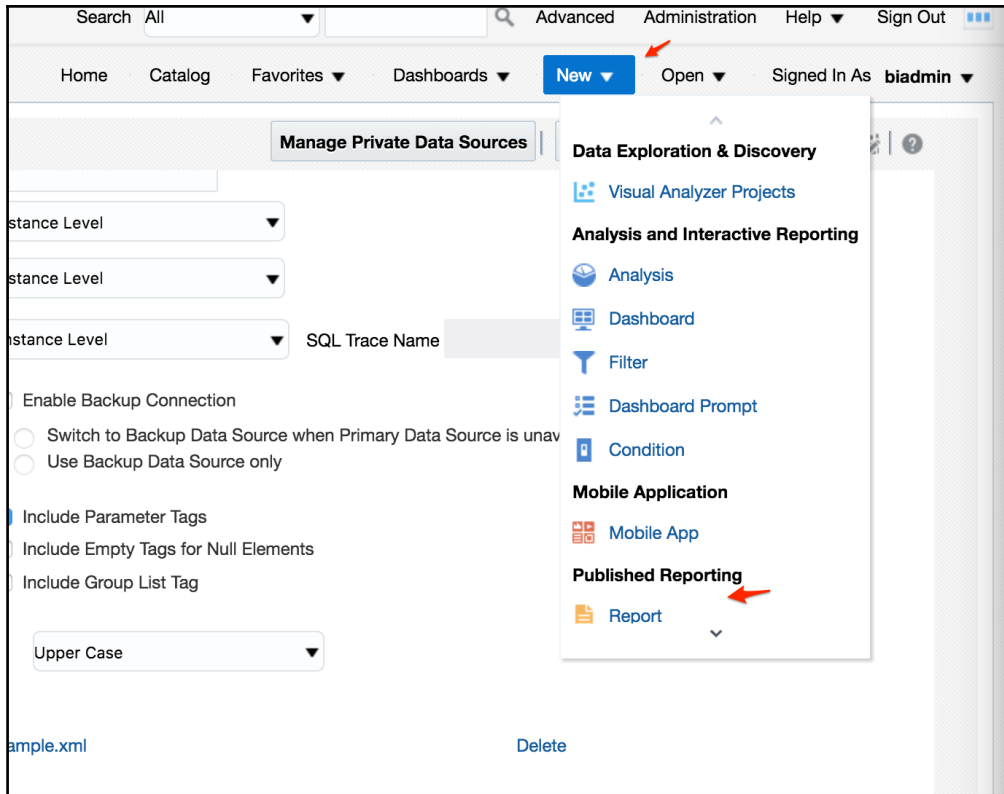 Search All Advanced Administration Help Sign Out
Home Catalog Favorites Dashboards New Open Signed In As biadmin
Manage Private Data Sources
Data Exploration & Discovery
Visual Analyzer Projects
stance Level
Analysis and Interactive Reporting
Analysis
stance Level
Dashboard
nstance Level
SQL Trace Name
Filter
Enable Backup Connection
Dashboard Prompt
Switch to Backup Data Source when Primary Data Source is unav
Condition
Use Backup Data Source only
Mobile Application
Include Parameter Tags
Mobile App
Include Empty Tags for Null Elements
Published Reporting
Include Group List Tag
Report
Upper Case
ample.xml
Delete